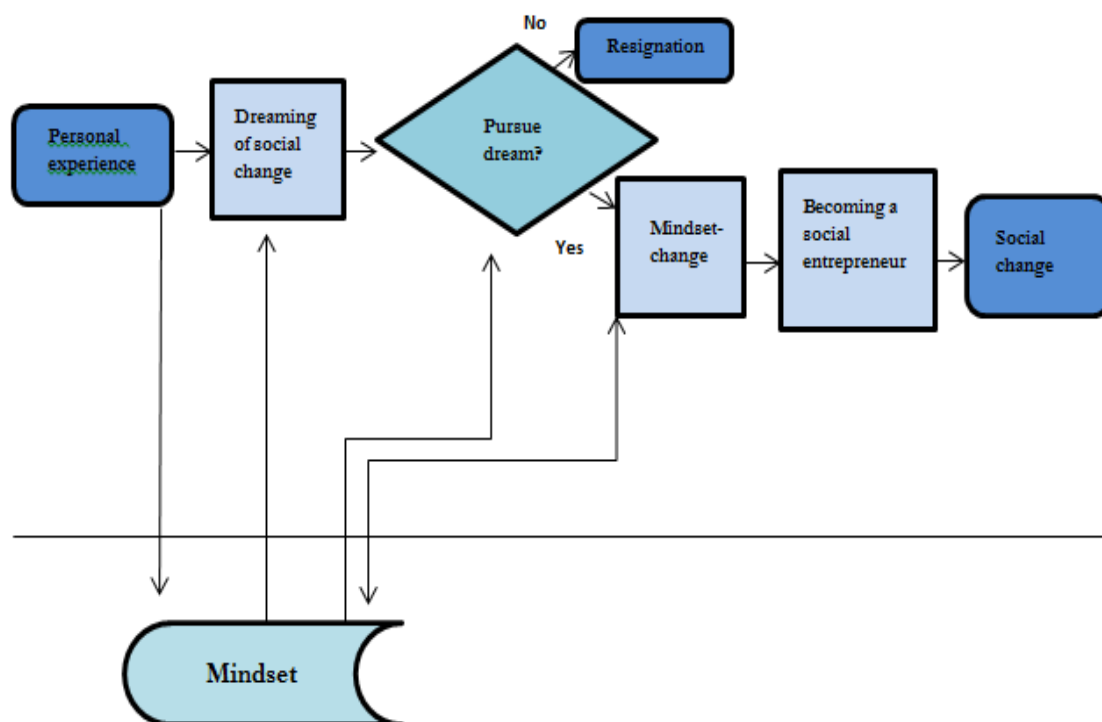 No
Resignation
Personal
experience
Dreaming
of social
change
Pursue
dream?
Yes
Mindset-
change
Becoming a
social
entrepreneur
Social
change
Mindset